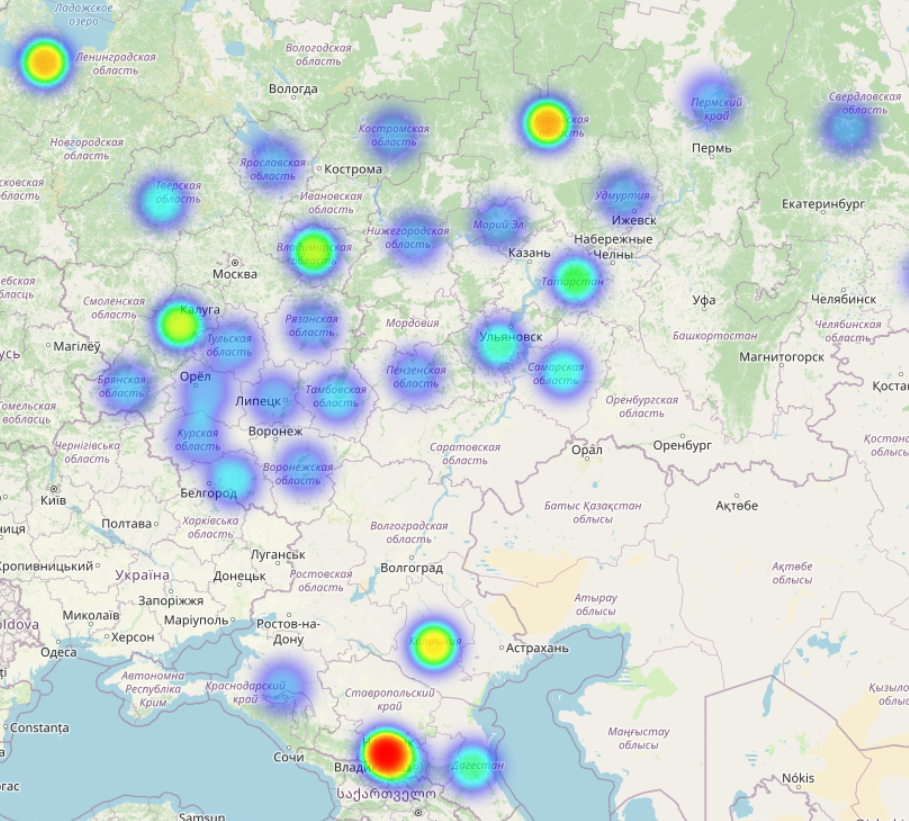 Ладожское
озеро
Ленинградская
область
Вологодская
область
Вологда
Костромская
область
Пермский
край
Свердловская
область
Новгородская
область
Ярославская
область
Кострома
Пермь
Тверская
область
Ивановская
область
Удмуртия
Ижевск
Екатеринбург
Нижегородская
область
Марий Эл
Набережные
Челны
Казань
Владимирская
область
Москва
Татарстан
Смоленская
область
Калуга
Уфа
Челябинск
Рязанская
область
Мордовия
Тульская
область
Ульяновск
Башкортостан
Челябинская
область
Магілёў
Магнитогорск
Брянская
область
Орёл
Пензенская
область
Самарская
область
Липецк
Тамбовская
область
Оренбургская
область
Воронеж
Курская
область
Чернігівська
область
Саратовская
область
Орал
Оренбург
Воронежская
область
Белгород
Київ
Полтава
Харківська
область
Батыс Қазақстан
облысы
Ақтөбе
Волгоградская
область
Луганськ
Волгоград
Кропивницький
Україна
Донецьк
Ростовская
область
Ақтөбе
облысы
Запоріжжя
Атырау
облысы
Миколаїв
Маріуполь
Херсон
Ростов-на-
Дону
Калмыкия
Астрахань
Одеса
Автономна
Республіка
Крим
Краснодарский
край
Ставропольский
край
Constanța
Маңғыстау
облысы
Сочи
Дагестан
საქართველო
Nókis
Samsun